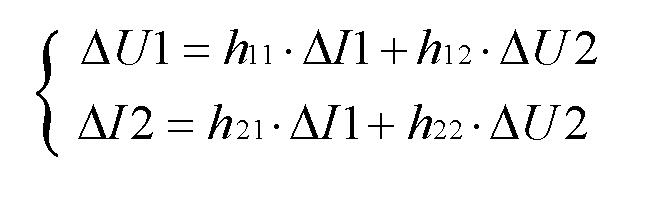 ΔU1 = h11 · ΔI1 + h12 · ΔU2
ΔI2 = h21 · ΔI1 + h22 · ΔU2